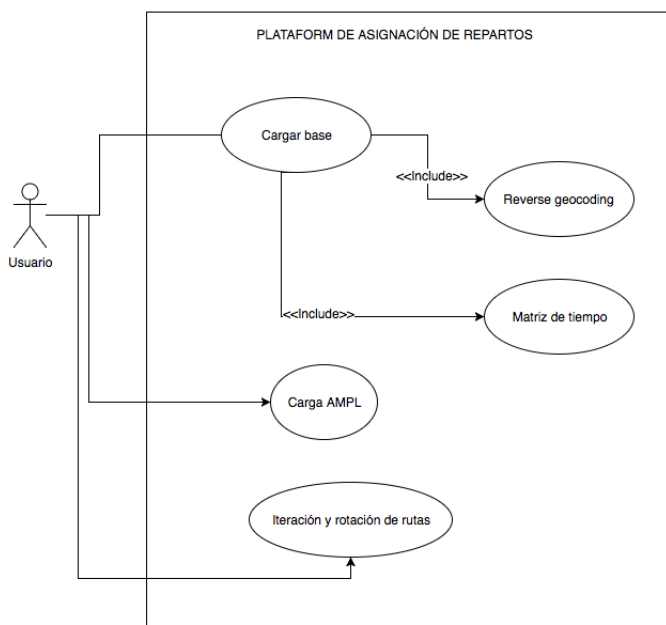 PLATAFORM DE ASIGNACIÓN DE REPARTOS
Cargar base
<<Include>>
Reverse geocoding
Usuario
<<Include>>
Matriz de tiempo
Carga AMPL
Iteración y rotación de rutas